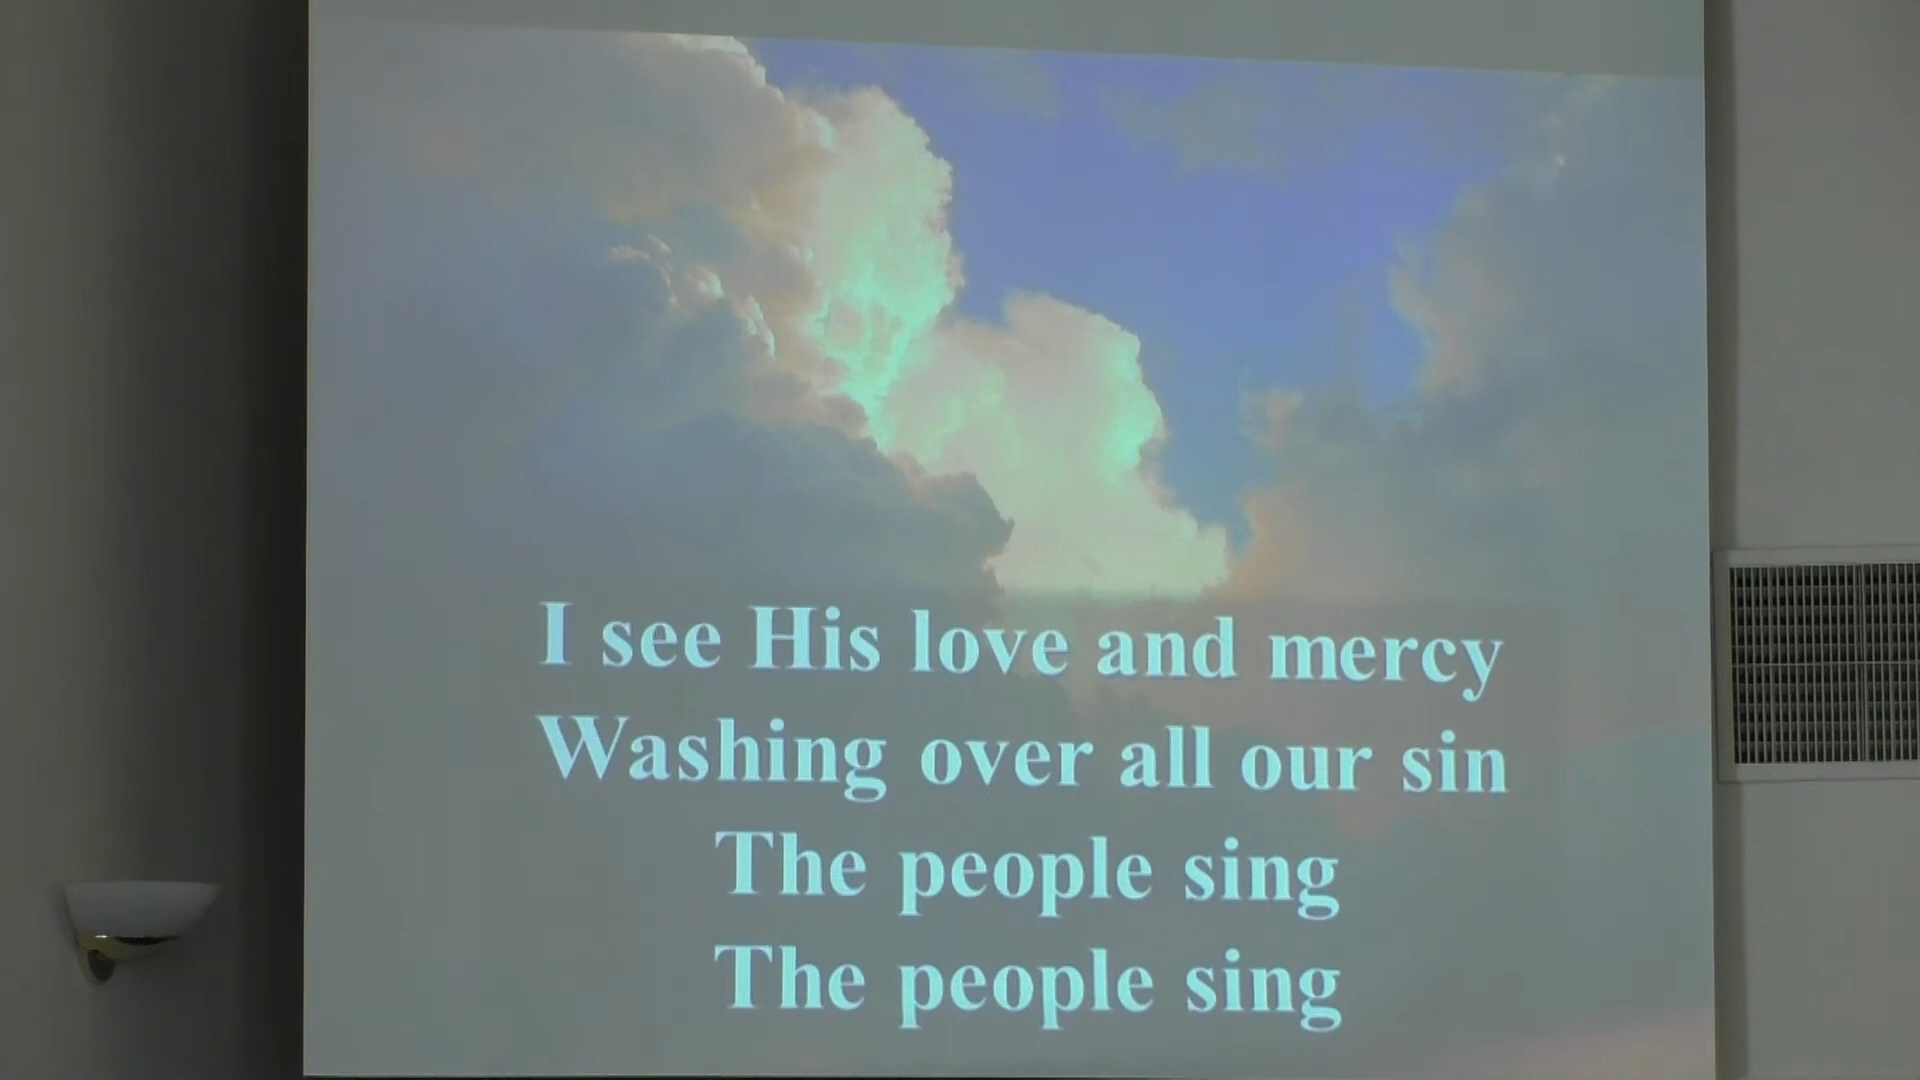 I see His love and mercy
Washing over all our sin
The people sing
The people sing